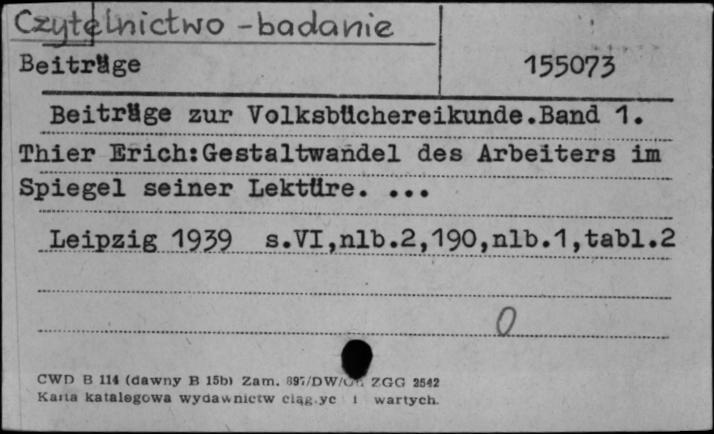 Czytelnictwo - badanie
Beiträge 155073
Beiträge zur Volksbüchereikunde.Band 1.
Thier Erich:Gestaltwandel des Arbeiters im
Spiegel seiner Lektüre. ...
Leipzig 1939 s.VI,nlb.2,190,nlb.1,tabl.2
0
CWD B 114 (dawny B 15b) Zam. 897/DW/ ZGG 2542
Karta katalogowa wydawnictw wartych.